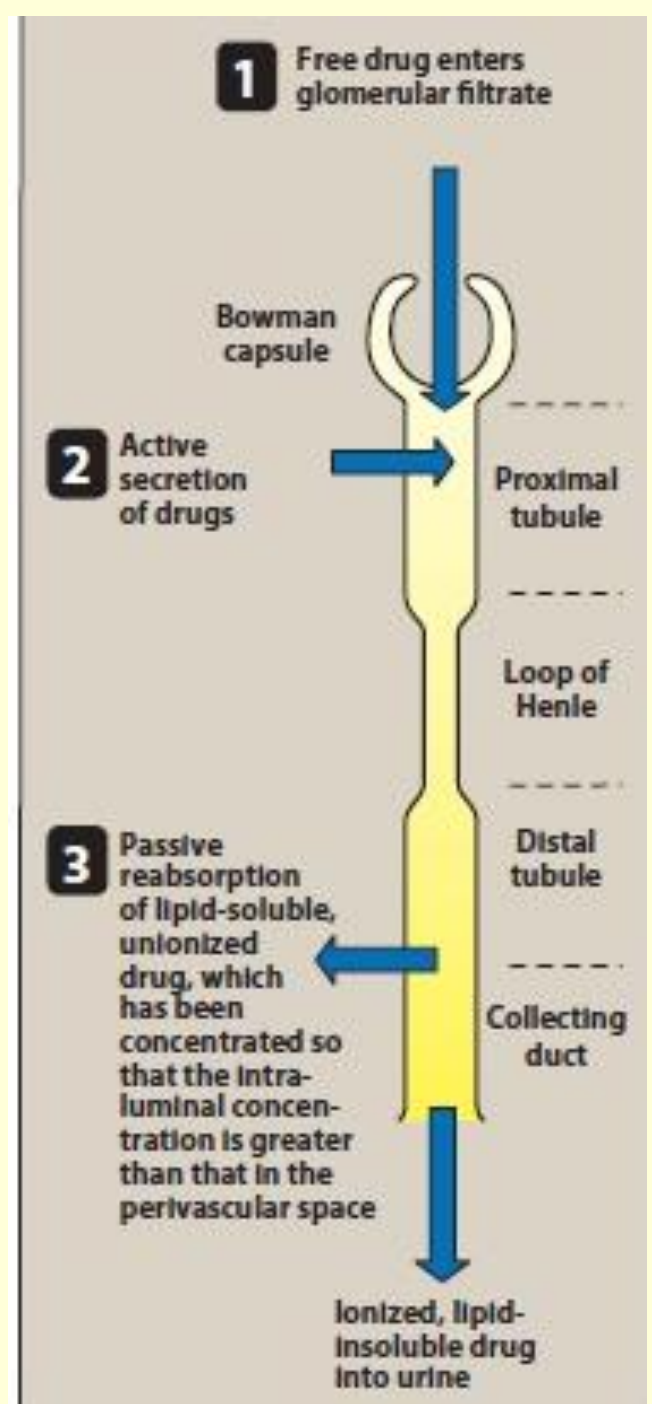 1 Free drug enters
glomerular filtrate
Bowman
capsule
2 Active
secretion
of drugs
Proximal
tubule
Loop of
Henle
Distal
tubule
3 Passive
reabsorption
of lipid-soluble,
unionized
drug, which
has been
concentrated so
that the intra-
luminal concen-
tration is greater
than that in the
perivascular space
Collecting
duct
Ionized, lipid-
insoluble drug
into urine